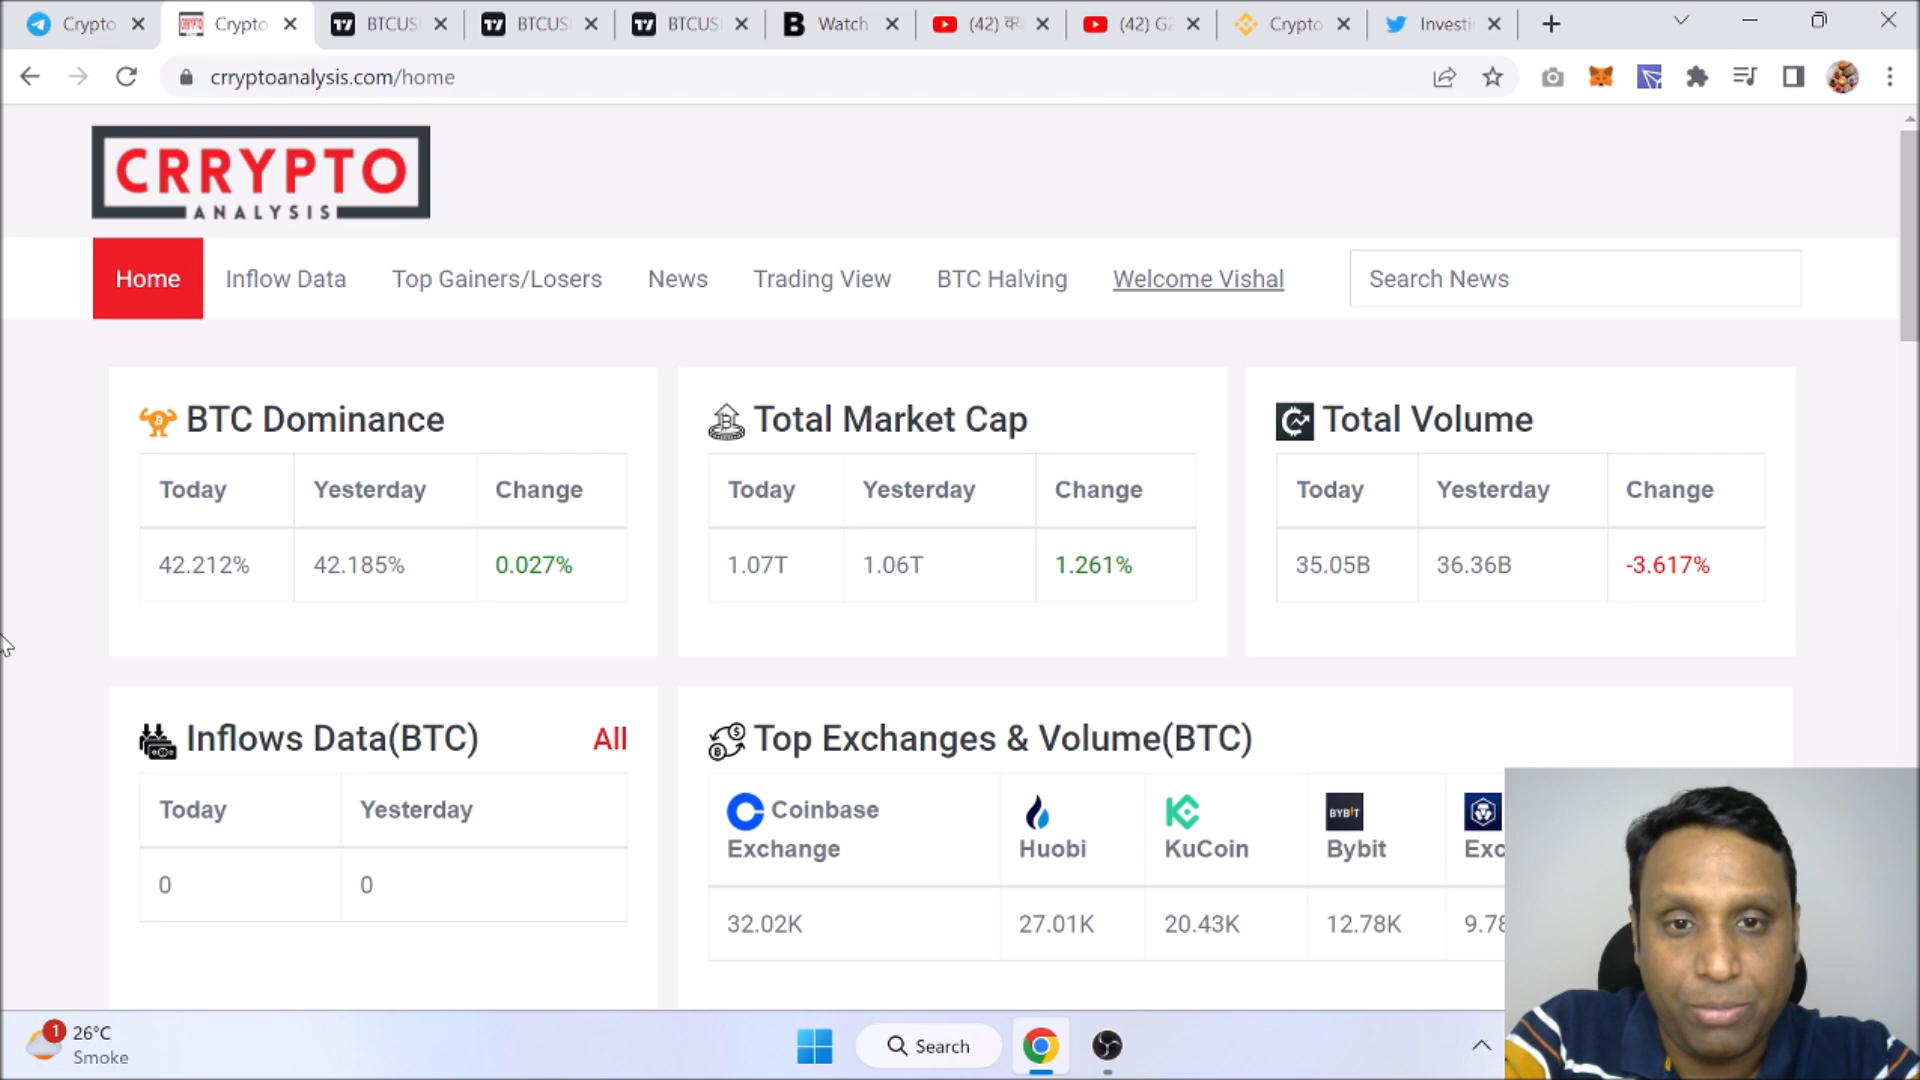 Crypto
Crypto
BTCUS
BTCUS
BTCUS
Watch
(42)
(42)
Crypto
Investi
crryptoanalysis.com/home
CRRYPTO
ANALYSIS
Home
Inflow Data
Top Gainers/Losers
News
Trading View
BTC Halving
Welcome Vishal
Search News
BTC Dominance
Today Yesterday Change
42.212% 42.185% 0.027%
Total Market Cap
Today Yesterday Change
1.07T 1.06T 1.261%
Total Volume
Today Yesterday Change
35.05B 36.36B -3.617%
Inflows Data(BTC) All
Today Yesterday
0 0
Top Exchanges & Volume(BTC)
Coinbase
Exchange Huobi KuCoin Bybit Exc
BYBIT
32.02K 27.01K 20.43K 12.78K 9.78
1
26°C
Smoke
Search